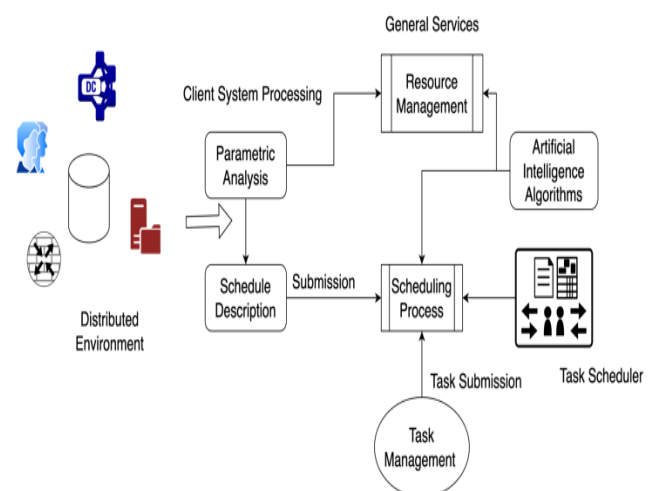 General Services
DC
Client System Processing
Resource
Management
Parametric
Analysis
Artificial
Intelligence
Algorithms
Schedule
Description
Submission
Scheduling
Process
Distributed
Environment
Task Submission
Task Scheduler
Task
Management